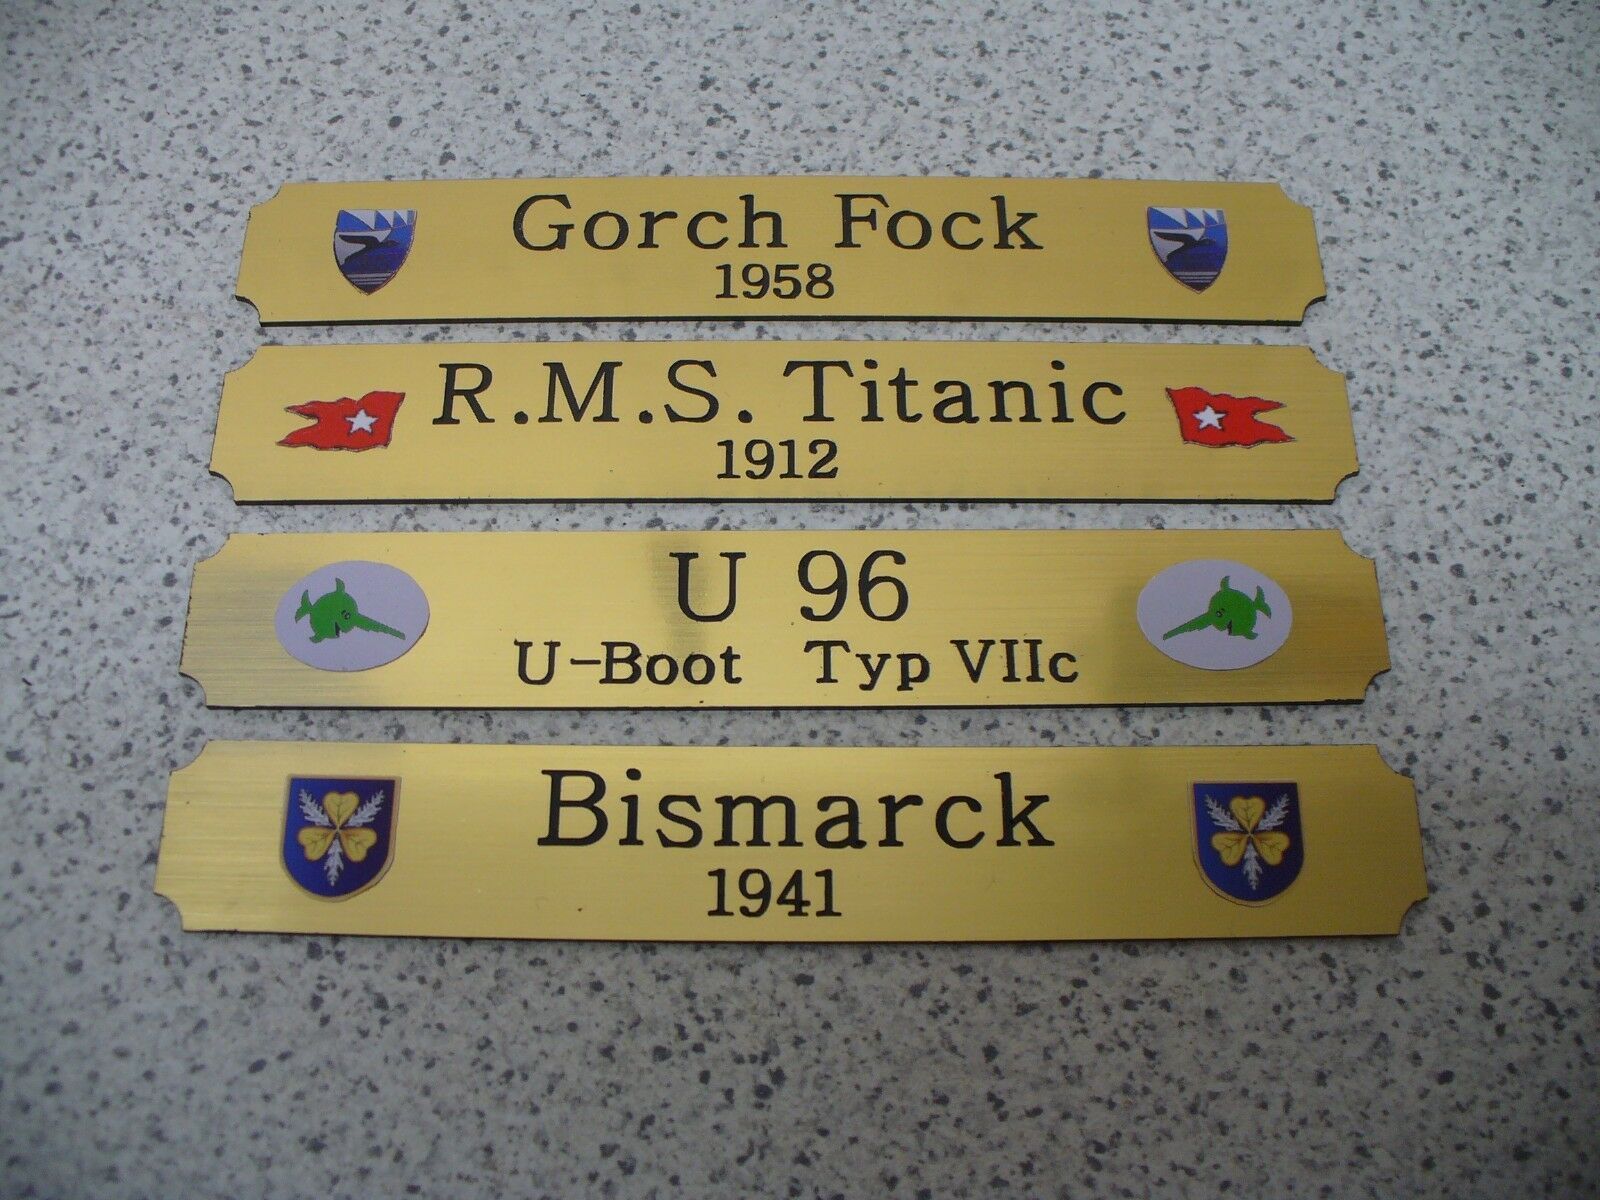 Gorch Fock
1958
R.M.S. Titanic
1912
U 96
U-Boot Typ VIIc
Bismarck
1941